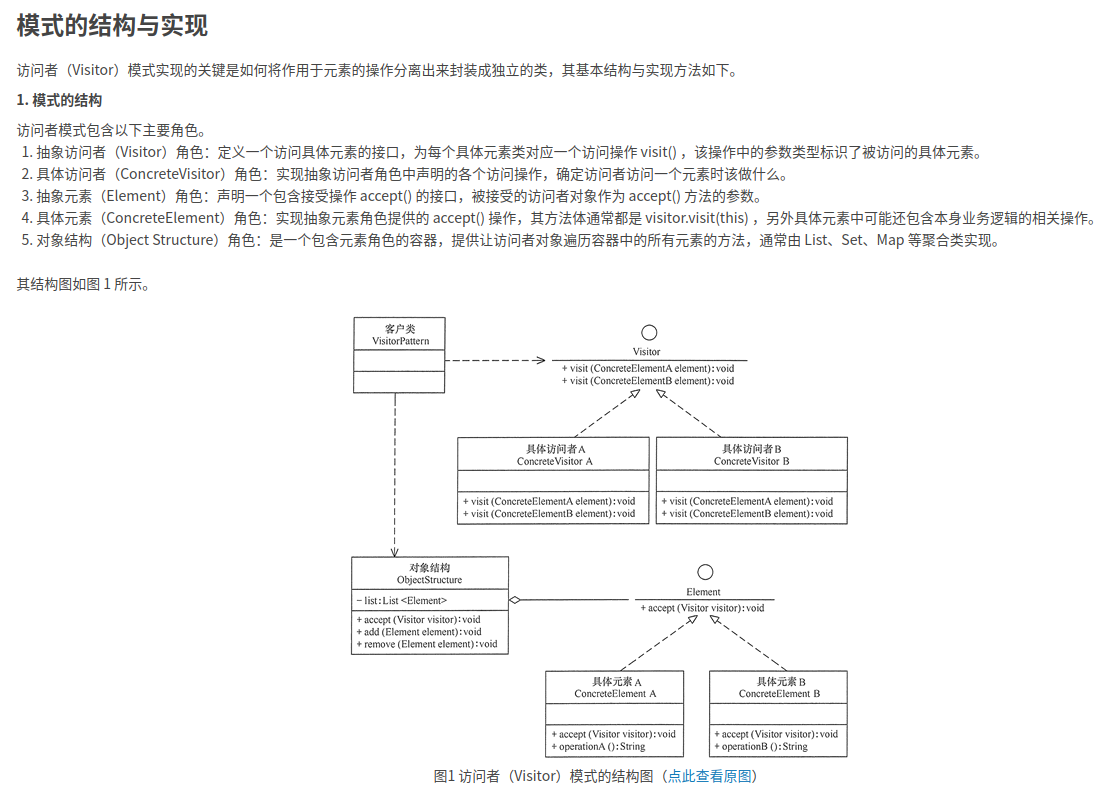 模式的结构与实现
访问者（Visitor）模式实现的关键是如何将作用于元素的操作分离出来封装成独立的类，其基本结构与实现方法如下。
1. 模式的结构
访问者模式包含以下主要角色。
1. 抽象访问者（Visitor）角色：定义一个访问具体元素的接口，为每个具体元素类对应一个访问操作 visit() ，该操作中的参数类型标识了被访问的具体元素。
2. 具体访问者（ConcreteVisitor）角色：实现抽象访问者角色中声明的各个访问操作，确定访问者访问一个元素时该做什么。
3. 抽象元素（Element）角色：声明一个包含接受操作 accept() 的接口，被接受的访问者对象作为 accept() 方法的参数。
4. 具体元素（ConcreteElement）角色：实现抽象元素角色提供的 accept() 操作，其方法体通常都是 visitor.visit(this) ，另外具体元素中可能还包含本身业务逻辑的相关操作。
5. 对象结构（Object Structure）角色：是一个包含元素角色的容器，提供让访问者对象遍历容器中的所有元素的方法，通常由 List、Set、Map 等聚合类实现。
其结构图如图 1 所示。
客户类
VisitorPattern
Visitor
+ visit (ConcreteElementA element):void
+ visit (ConcreteElementB element):void
具体访问者A
ConcreteVisitor A
+ visit (ConcreteElementA element):void
+ visit (ConcreteElementB element):void
具体访问者B
ConcreteVisitor B
+ visit (ConcreteElementA element):void
+ visit (ConcreteElementB element):void
对象结构
ObjectStructure
− list:List <Element>
+ accept (Visitor visitor):void
+ add (Element element):void
+ remove (Element element):void
Element
+ accept (Visitor visitor):void
具体元素A
ConcreteElement A
+ accept (Visitor visitor):void
+ operationA ():String
具体元素B
ConcreteElement B
+ accept (Visitor visitor):void
+ operationB ():String
图1 访问者（Visitor）模式的结构图（点此查看原图）